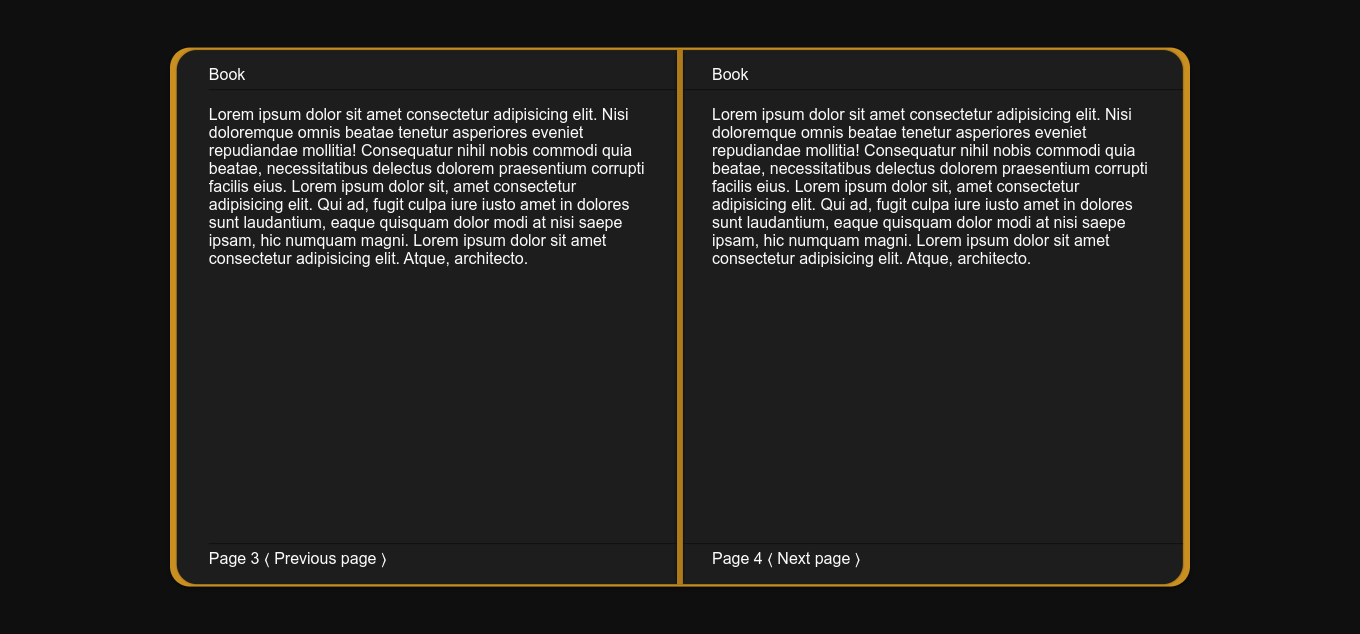 Book
Lorem ipsum dolor sit amet consectetur adipisicing elit. Nisi
doloremque omnis beatae tenetur asperiores eveniet
repudiandae mollitia! Consequatur nihil nobis commodi quia
beatae, necessitatibus delectus dolorem praesentium corrupti
facilis eius. Lorem ipsum dolor sit, amet consectetur
adipisicing elit. Qui ad, fugit culpa iure iusto amet in dolores
sunt laudantium, eaque quisquam dolor modi at nisi saepe
ipsam, hic numquam magni. Lorem ipsum dolor sit amet
consectetur adipisicing elit. Atque, architecto.
Page 3 ⟨ Previous page ⟩
Book
Lorem ipsum dolor sit amet consectetur adipisicing elit. Nisi
doloremque omnis beatae tenetur asperiores eveniet
repudiandae mollitia! Consequatur nihil nobis commodi quia
beatae, necessitatibus delectus dolorem praesentium corrupti
facilis eius. Lorem ipsum dolor sit, amet consectetur
adipisicing elit. Qui ad, fugit culpa iure iusto amet in dolores
sunt laudantium, eaque quisquam dolor modi at nisi saepe
ipsam, hic numquam magni. Lorem ipsum dolor sit amet
consectetur adipisicing elit. Atque, architecto.
Page 4 ⟨ Next page ⟩